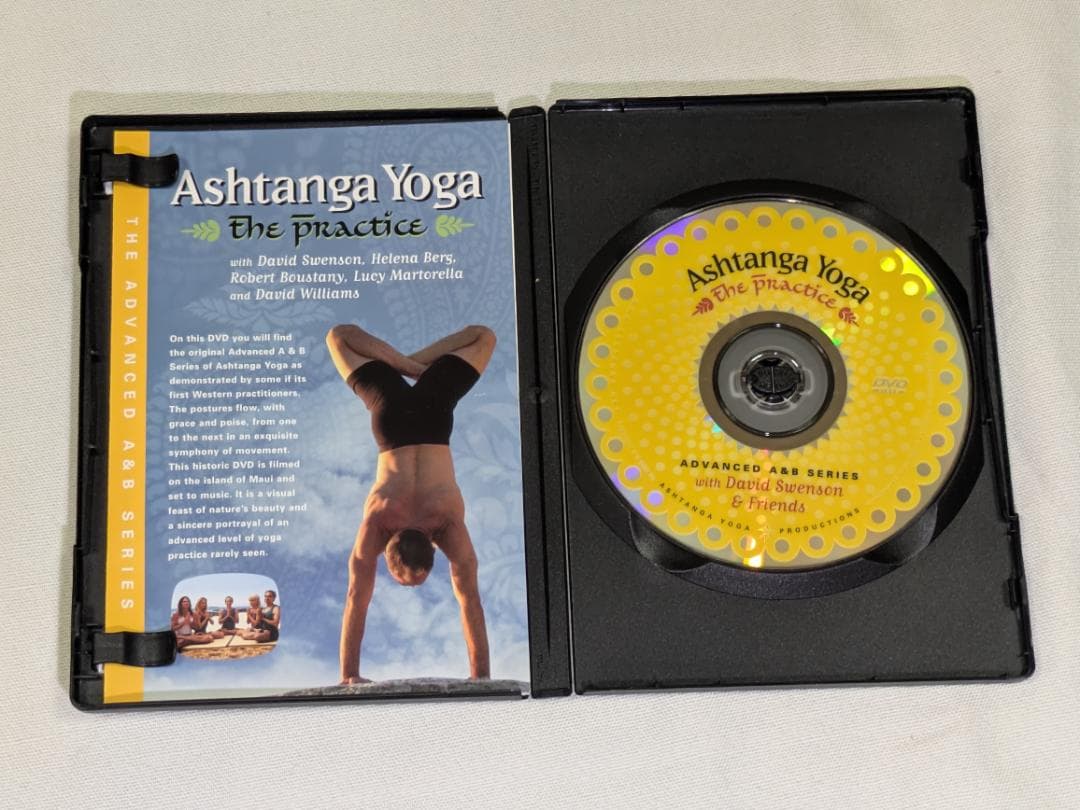 THE ADVANCED A&B SERIES
Ashtanga Yoga
the practice
with David Swenson, Helena Berg,
Robert Boustany, Lucy Martorella
and David Williams
On this DVD you will find
the original Advanced A & B
Series of Ashtanga Yoga as
demonstrated by some if its
first Western practitioners.
The postures flow, with
grace and poise, from one
to the next in an exquisite
symphony of movement.
This historic DVD is filmed
on the island of Maui and
set to music. It is a visual
feast of nature's beauty and
a sincere portrayal of an
advanced level of yoga
practice rarely seen.
Ashtanga Yoga
the practice
DVD
ADVANCED A&B SERIES
with David Swenson
& Friends
ASHTANGA YOGA PRODUCTIONS